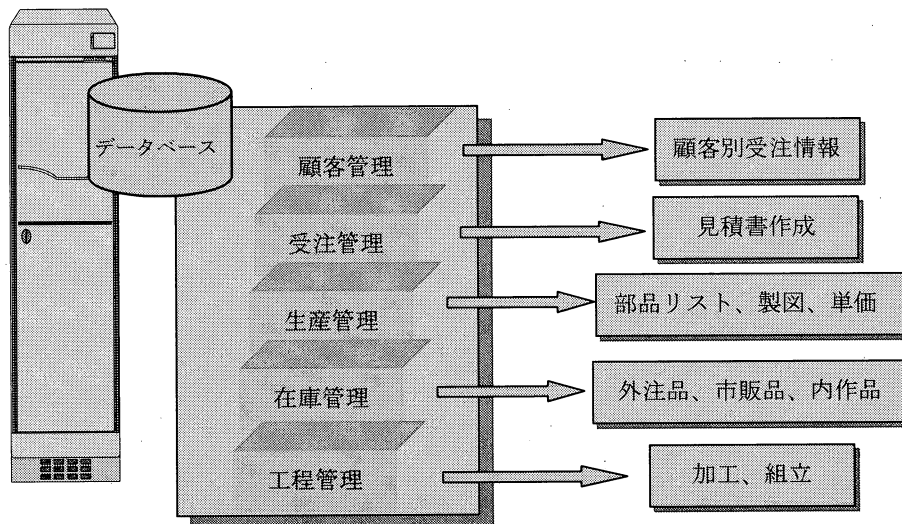 データベース
顧客管理
顧客別受注情報
受注管理
見積書作成
生産管理
部品リスト、製図、単価
在庫管理
外注品、市販品、内作品
工程管理
加工、組立